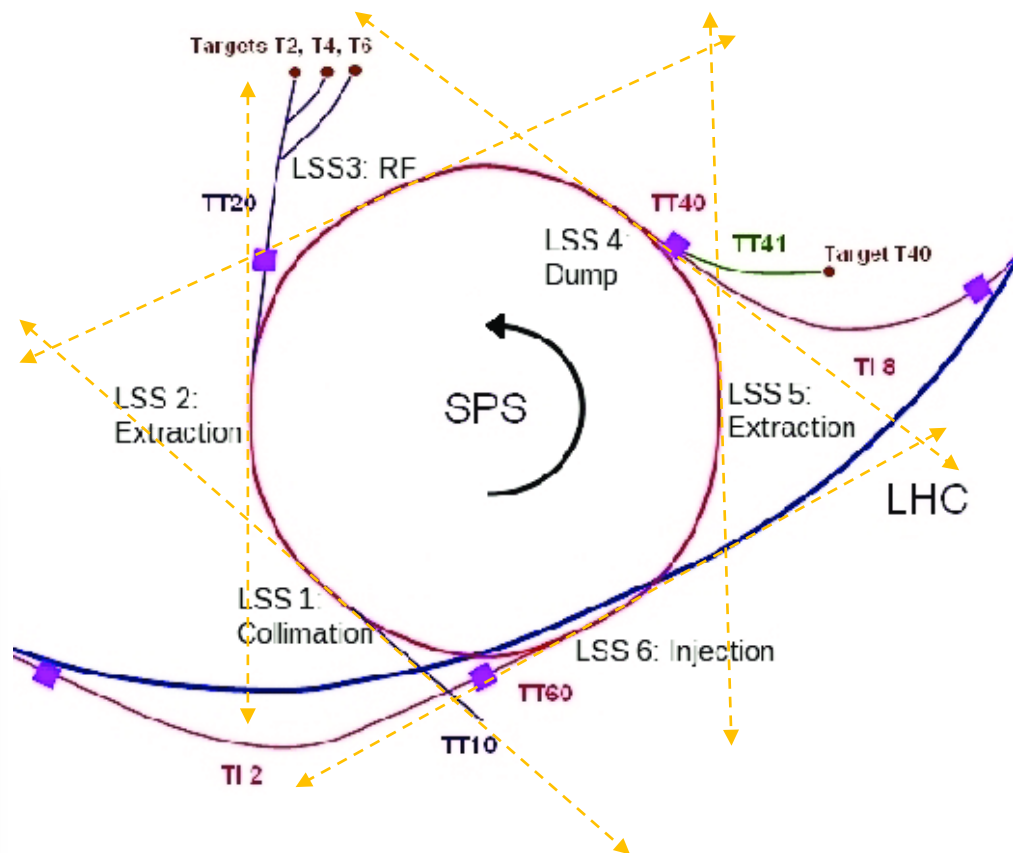 Targets T2, T4, T6
LSS3: RF
TT20
TT40
LSS 4
Dump
TT41
Target T40
TI 8
LSS 2:
Extraction
SPS
LSS 5:
Extraction
LHC
LSS 1:
Collimation
LSS 6: Injection
TT60
TT10
TI 2